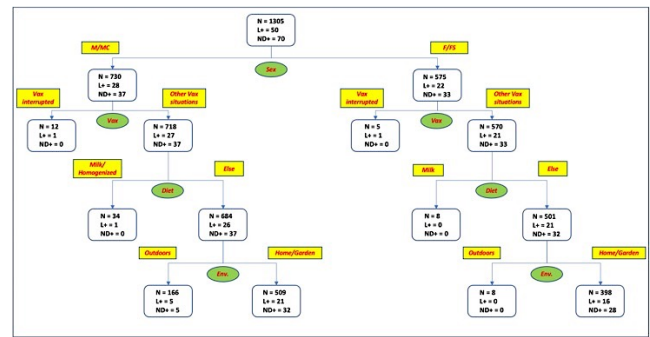 N = 1305
L+ = 50
ND+ = 70
M/MC
F/FS
Sex
N = 730
L+ = 28
ND+ = 37
N = 575
L+ = 22
ND+ = 33
Vax
interrupted
Other Vax
situations
Vax
interrupted
Other Vax
situations
Vax
Vax
N = 12
L+ = 1
ND+ = 0
N = 718
L+ = 27
ND+ = 37
N = 5
L+ = 1
ND+ = 0
N = 570
L+ = 21
ND+ = 33
Milk/
Homogenized
Else
Milk
Else
Diet
Diet
N = 34
L+ = 1
ND+ = 0
N = 684
L+ = 26
ND+ = 37
N = 8
L+ = 0
ND+ = 0
N = 501
L+ = 21
ND+ = 32
Outdoors
Home/Garden
Outdoors
Home/Garden
Env.
Env.
N = 166
L+ = 5
ND+ = 5
N = 509
L+ = 21
ND+ = 32
N = 8
L+ = 0
ND+ = 0
N = 398
L+ = 16
ND+ = 28